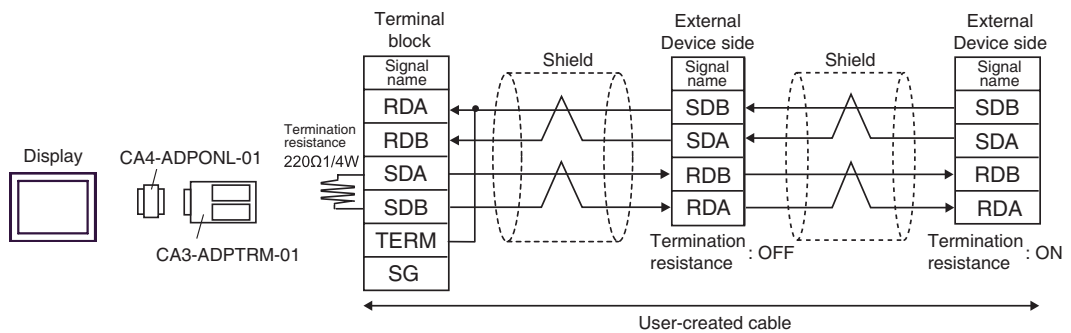 Display
CA4-ADPONL-01
CA3-ADPTRM-01
Termination
resistance
220Ω1/4W
Terminal
block
Signal
name
RDA
RDB
SDA
SDB
TERM
SG
Shield
External
Device side
Signal
name
SDB
SDA
RDB
RDA
Termination
resistance : OFF
Shield
External
Device side
Signal
name
SDB
SDA
RDB
RDA
Termination
resistance : ON
User-created cable